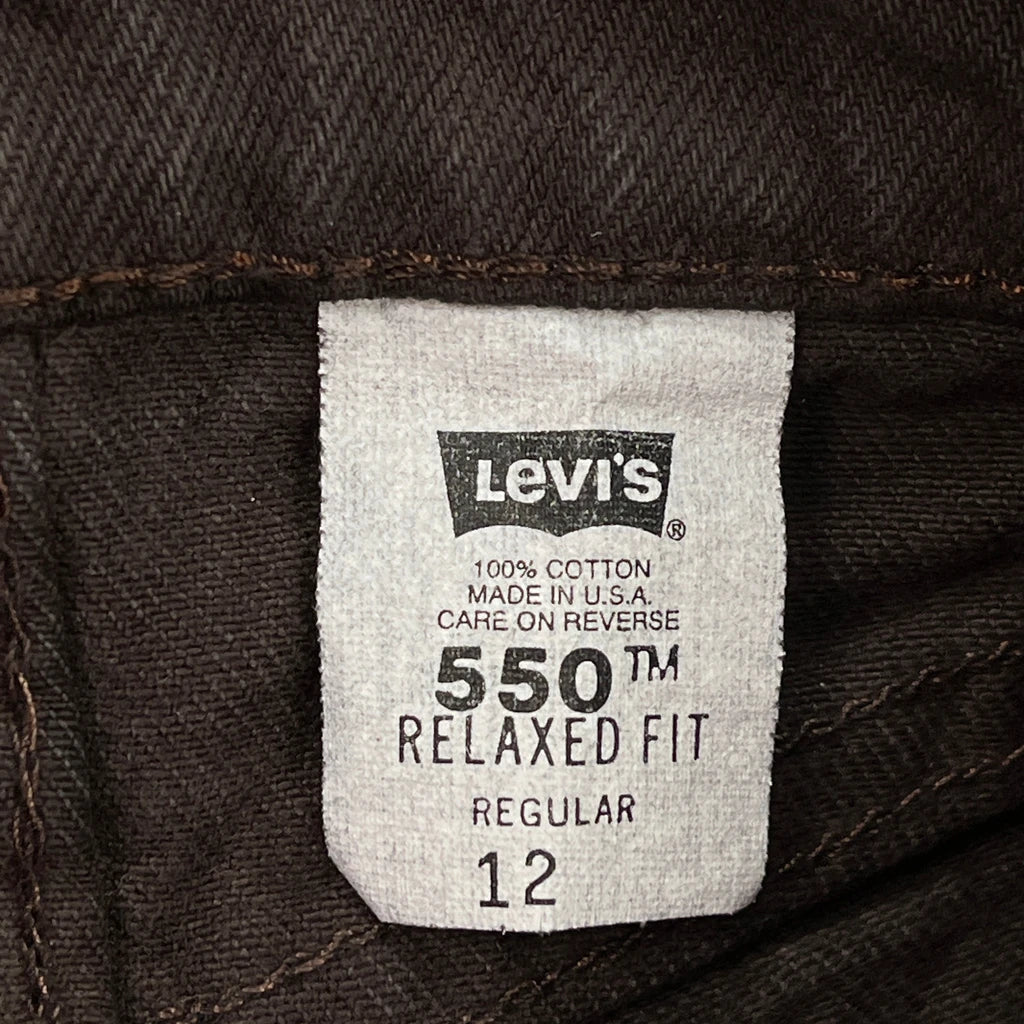 Levi's®
100% COTTON
MADE IN U.S.A.
CARE ON REVERSE
550™
RELAXED FIT
REGULAR
12